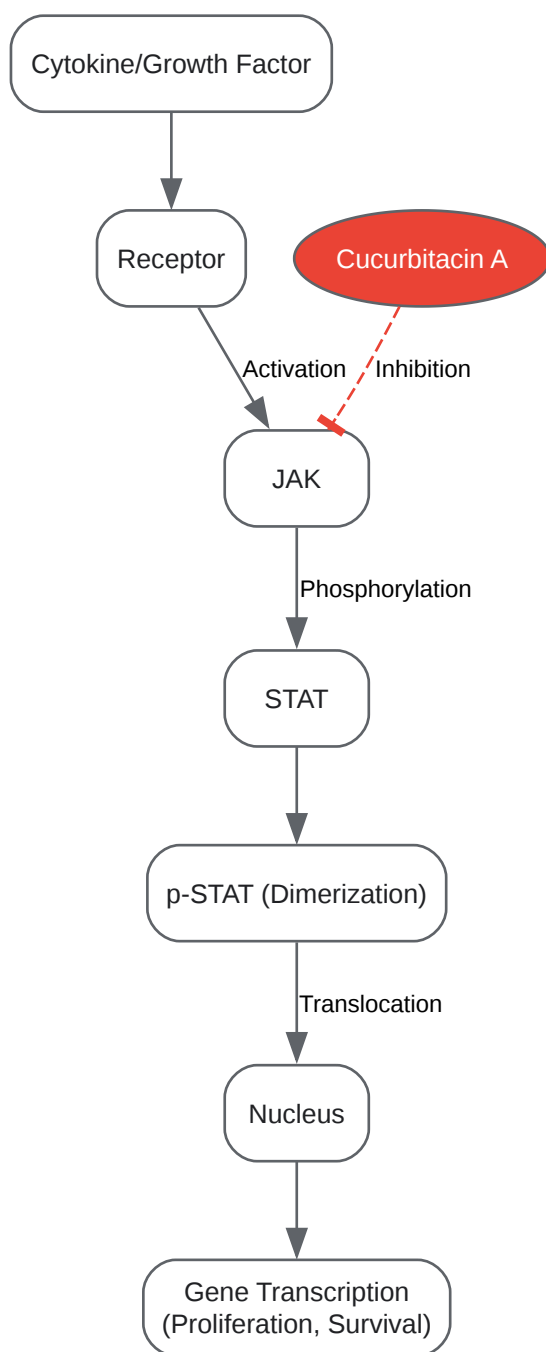 Cytokine/Growth Factor
Receptor
Cucurbitacin A
Activation
Inhibition
JAK
Phosphorylation
STAT
p-STAT (Dimerization)
Translocation
Nucleus
Gene Transcription
(Proliferation, Survival)